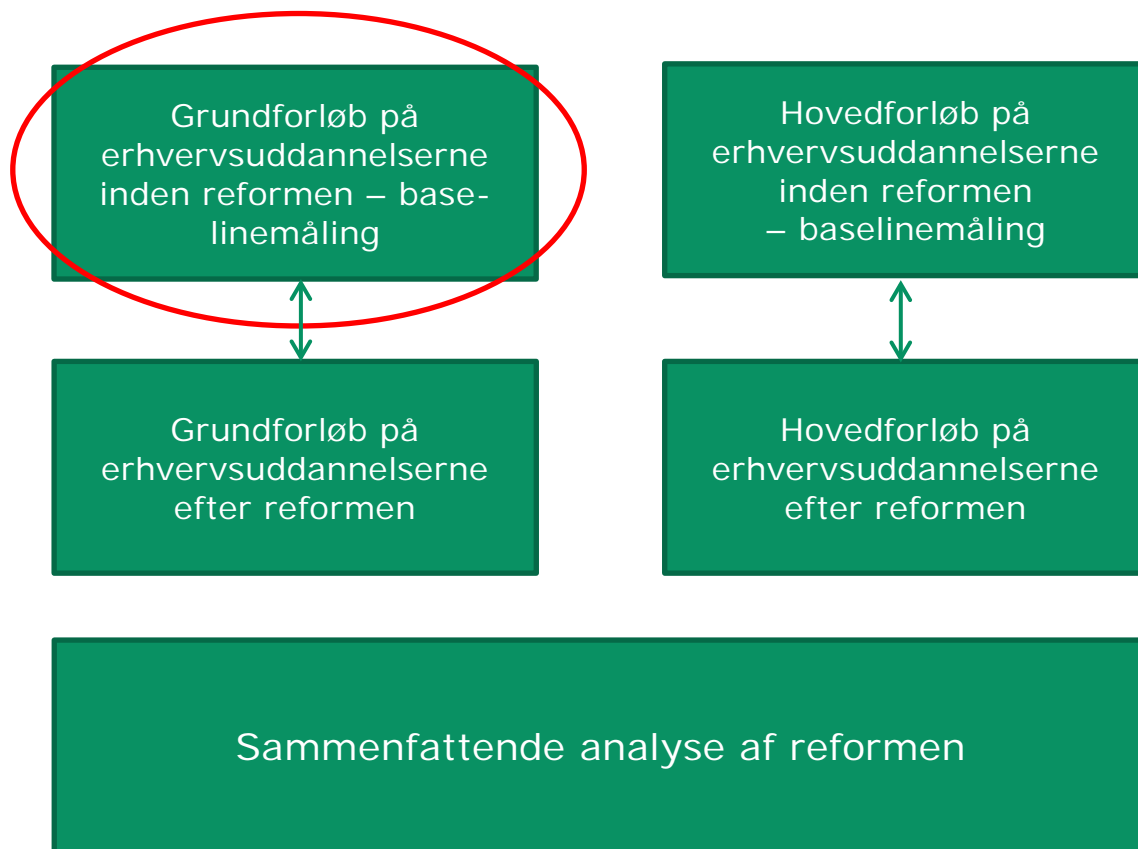 Grundforløb på
erhvervsuddannelserne
inden reformen – base-
linemåling
Hovedforløb på
erhvervsuddannelserne
inden reformen
– baselinemåling
Grundforløb på
erhvervsuddannelserne
efter reformen
Hovedforløb på
erhvervsuddannelserne
efter reformen
Sammenfattende analyse af reformen